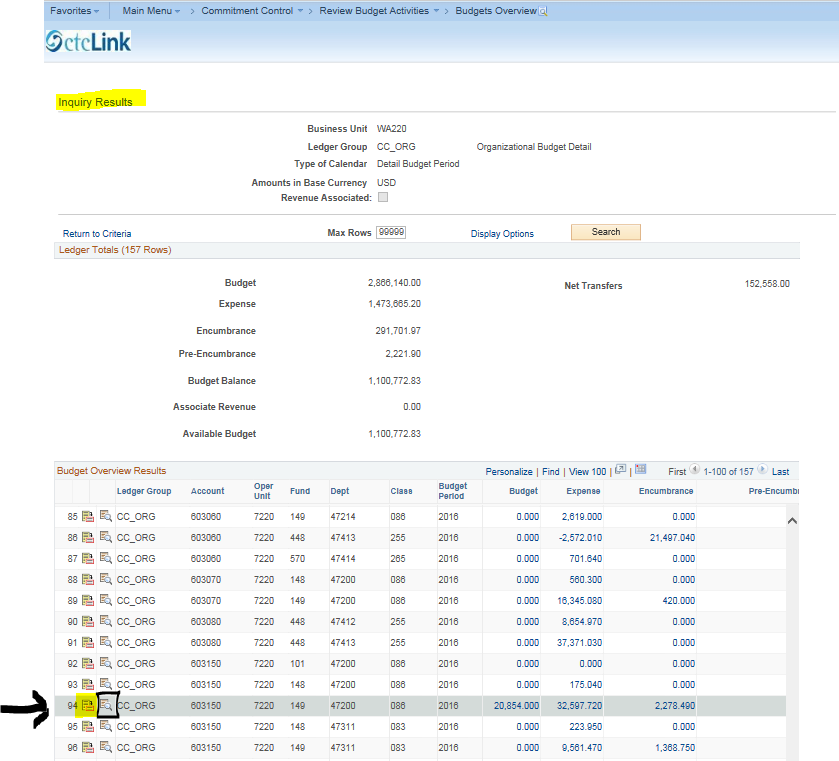 Favorites Main Menu > Commitment Control > Review Budget Activities > Budgets Overview
ctcLink
Inquiry Results
Business Unit WA220
Ledger Group CC_ORG Organizational Budget Detail
Type of Calendar Detail Budget Period
Amounts in Base Currency USD
Revenue Associated:
Return to Criteria Max Rows 99999 Display Options Search
Ledger Totals (157 Rows)
Budget 2,866,140.00 Net Transfers 152,558.00
Expense 1,473,665.20
Encumbrance 291,701.97
Pre-Encumbrance 2,221.90
Budget Balance 1,100,772.83
Associate Revenue 0.00
Available Budget 1,100,772.83
Budget Overview Results Personalize | Find | View 100 | | First 1-100 of 157 Last
Ledger Group Account Oper Unit Fund Dept Class Budget Period Budget Expense Encumbrance Pre-Encumbr
85 CC_ORG 603060 7220 149 47214 086 2016 0.000 2,619.000 0.000
86 CC_ORG 603060 7220 448 47413 255 2016 0.000 -2,572.010 21,497.040
87 CC_ORG 603060 7220 570 47414 265 2016 0.000 701.640 0.000
88 CC_ORG 603070 7220 148 47200 086 2016 0.000 560.300 0.000
89 CC_ORG 603070 7220 149 47200 086 2016 0.000 16,345.080 420.000
90 CC_ORG 603080 7220 448 47412 255 2016 0.000 8,654.970 0.000
91 CC_ORG 603080 7220 448 47413 255 2016 0.000 37,371.030 0.000
92 CC_ORG 603150 7220 101 47200 086 2016 0.000 0.000 0.000
93 CC_ORG 603150 7220 148 47200 086 2016 0.000 175.040 0.000
94 CC_ORG 603150 7220 149 47200 086 2016 20,854.000 32,597.720 2,278.490
95 CC_ORG 603150 7220 148 47311 083 2016 0.000 223.950 0.000
96 CC_ORG 603150 7220 149 47311 083 2016 0.000 9,561.470 1,368.750